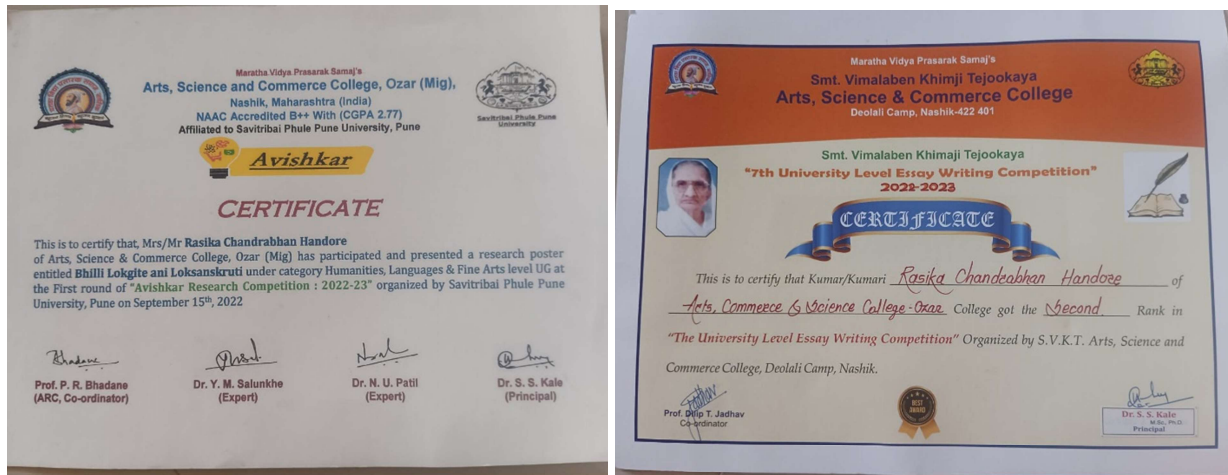 Maratha Vidya Prasarak Samaj's
Arts, Science and Commerce College, Ozar (Mig),
Nashik, Maharashtra (India)
NAAC Accredited B++ With (CGPA 2.77)
Affiliated to Savitribai Phule Pune University, Pune
Savitribai Phule Pune
University
Avishkar
CERTIFICATE
This is to certify that, Mrs/Mr Rasika Chandrabhan Handore
of Arts, Science & Commerce College, Ozar (Mig) has participated and presented a research poster
entitled Bhilli Lokgite ani Loksanskruti under category Humanities, Languages & Fine Arts level UG at
the First round of "Avishkar Research Competition : 2022-23" organized by Savitribai Phule Pune
University, Pune on September 15th, 2022
Bhadane
Prof. P. R. Bhadane
(ARC, Co-ordinator)
Dr. Y. M. Salunkhe
(Expert)
Dr. N. U. Patil
(Expert)
Dr. S. S. Kale
(Principal)
Maratha Vidya Prasarak Samaj's
Smt. Vimalaben Khimji Tejookaya
Arts, Science & Commerce College
Deolali Camp, Nashik-422 401
Smt. Vimalaben Khimaji Tejookaya
"7th University Level Essay Writing Competition"
2022-2023
CERTIFICATE
This is to certify that Kumar/Kumari Rasika Chandrabhan Handore of
Arts, Commerce & Science College-Ozar College got the Second Rank in
"The University Level Essay Writing Competition" Organized by S.V.K.T. Arts, Science and
Commerce College, Deolali Camp, Nashik.
Jadhav
Prof. Dilip T. Jadhav
Co-ordinator
BEST
AWARD
Dr. S. S. Kale
M.Sc, Ph.D.
Principal